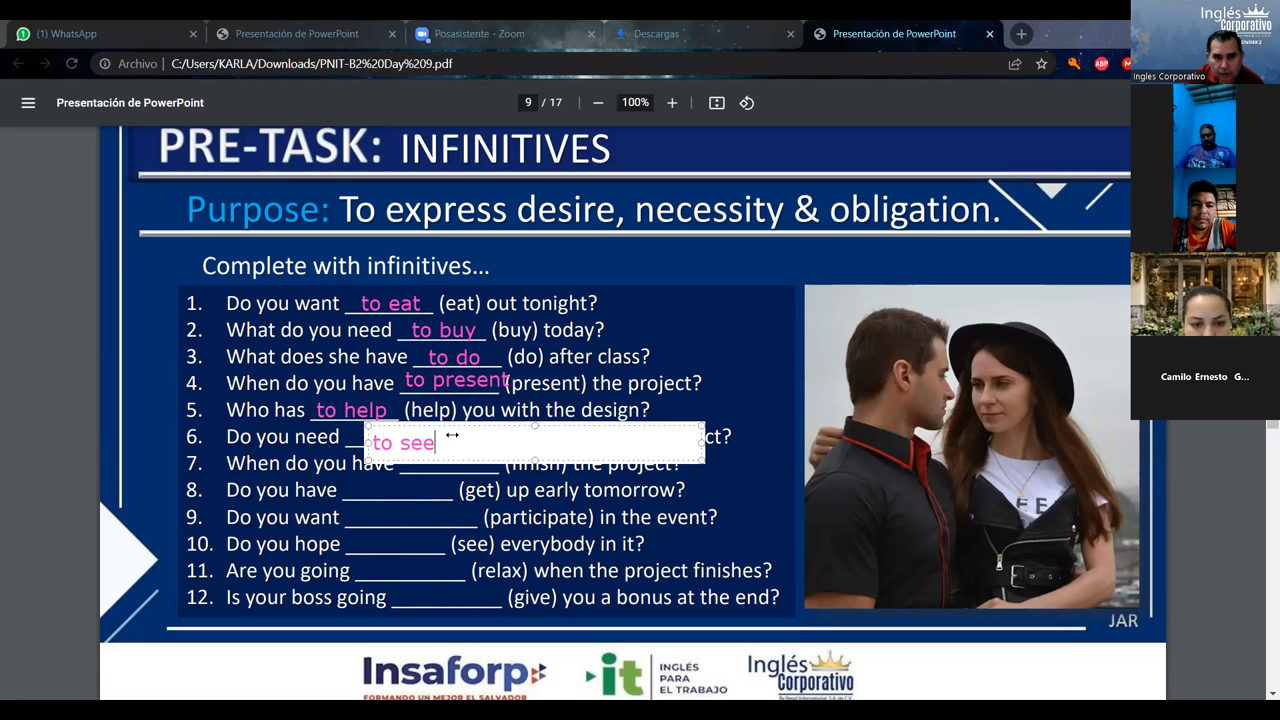 (1) WhatsApp
Presentación de PowerPoint
Posasistente - Zoom
Descargas
Presentación de PowerPoint
Archivo
C:/Users/KARLA/Downloads/PNIT-B2%20Day%209.pdf
ABP
Presentación de PowerPoint
9 / 17
100%
Inglés
Corporativo
Ingles Corporativo
Camilo Ernesto G...
PRE-TASK: INFINITIVES
Purpose: To express desire, necessity & obligation.
Complete with infinitives...
1. Do you want to eat (eat) out tonight?
2. What do you need to buy (buy) today?
3. What does she have to do (do) after class?
4. When do you have to present (present) the project?
5. Who has to help (help) you with the design?
6. Do you need to see ct?
7. When do you have __________ (finish) the project?
8. Do you have __________ (get) up early tomorrow?
9. Do you want ____________ (participate) in the event?
10. Do you hope _________ (see) everybody in it?
11. Are you going __________ (relax) when the project finishes?
12. Is your boss going __________ (give) you a bonus at the end?
JAR
Insaforp
FORMANDO UN MEJOR EL SALVADOR
it
INGLÉS
PARA
EL TRABAJO
Inglés
Corporativo